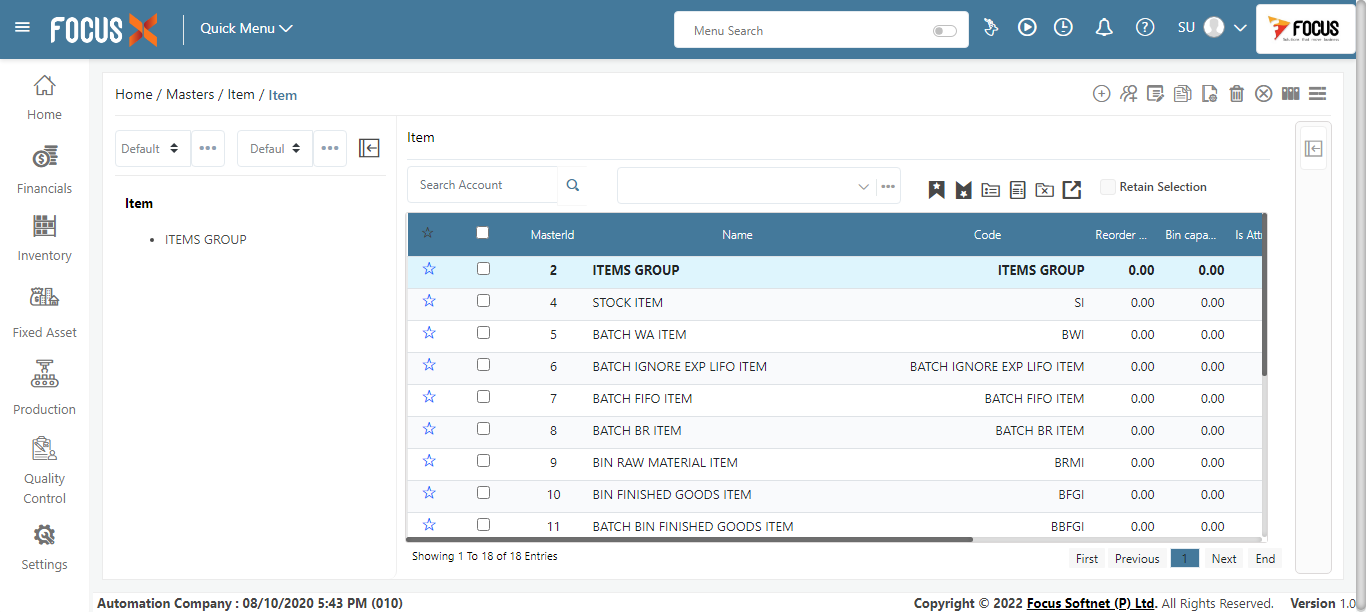 FOCUS X
Quick Menu
Menu Search
SU
FOCUS
Home
Financials
Inventory
Fixed Asset
Production
Quality
Control
Settings
Home / Masters / Item / Item
Default
Defaul
Item
ITEMS GROUP
Item
Search Account
Retain Selection
MasterId Name Code Reorder ... Bin capa... Is Att
2 ITEMS GROUP ITEMS GROUP 0.00 0.00
4 STOCK ITEM SI 0.00 0.00
5 BATCH WA ITEM BWI 0.00 0.00
6 BATCH IGNORE EXP LIFO ITEM BATCH IGNORE EXP LIFO ITEM 0.00 0.00
7 BATCH FIFO ITEM BATCH FIFO ITEM 0.00 0.00
8 BATCH BR ITEM BATCH BR ITEM 0.00 0.00
9 BIN RAW MATERIAL ITEM BRMI 0.00 0.00
10 BIN FINISHED GOODS ITEM BFGI 0.00 0.00
11 BATCH BIN FINISHED GOODS ITEM BBFGI 0.00 0.00
Showing 1 To 18 of 18 Entries
First Previous 1 Next End
Automation Company : 08/10/2020 5:43 PM (010)
Copyright © 2022 Focus Softnet (P) Ltd. All Rights Reserved. Version 1.0